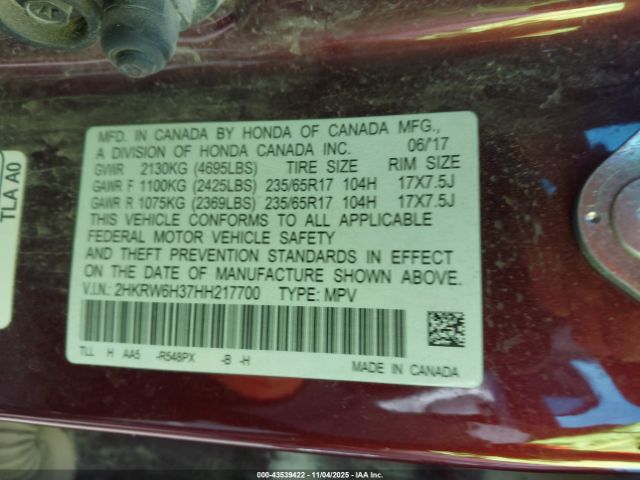 MFD. IN CANADA BY HONDA OF CANADA MFG.,
A DIVISION OF HONDA CANADA INC. 06/17
GVWR 2130KG (4695LBS) TIRE SIZE RIM SIZE
GAWR F 1100KG (2425LBS) 235/65R17 104H 17X7.5J
GAWR R 1075KG (2369LBS) 235/65R17 104H 17X7.5J
THIS VEHICLE CONFORMS TO ALL APPLICABLE
FEDERAL MOTOR VEHICLE SAFETY
AND THEFT PREVENTION STANDARDS IN EFFECT
ON THE DATE OF MANUFACTURE SHOWN ABOVE.
V.I.N.: 2HKRW6H37HH217700 TYPE: MPV
TLL H AA5 -R548PX -B -H
MADE IN CANADA
TLA A0
000-43539422 - 11/04/2025 - IAAI.com